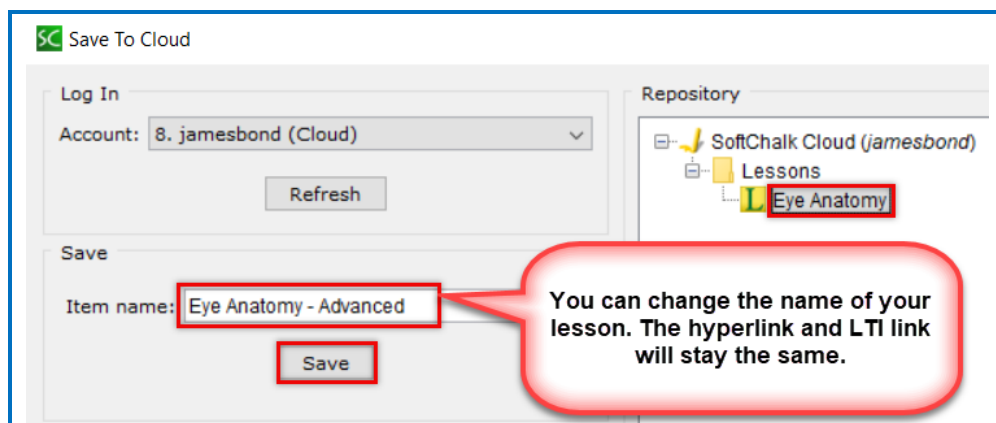 SC Save To Cloud
Log In
Account: 8. jamesbond (Cloud)
Refresh
Save
Item name: Eye Anatomy - Advanced
Save
Repository
SoftChalk Cloud (jamesbond)
Lessons
L Eye Anatomy
You can change the name of your
lesson. The hyperlink and LTI link
will stay the same.